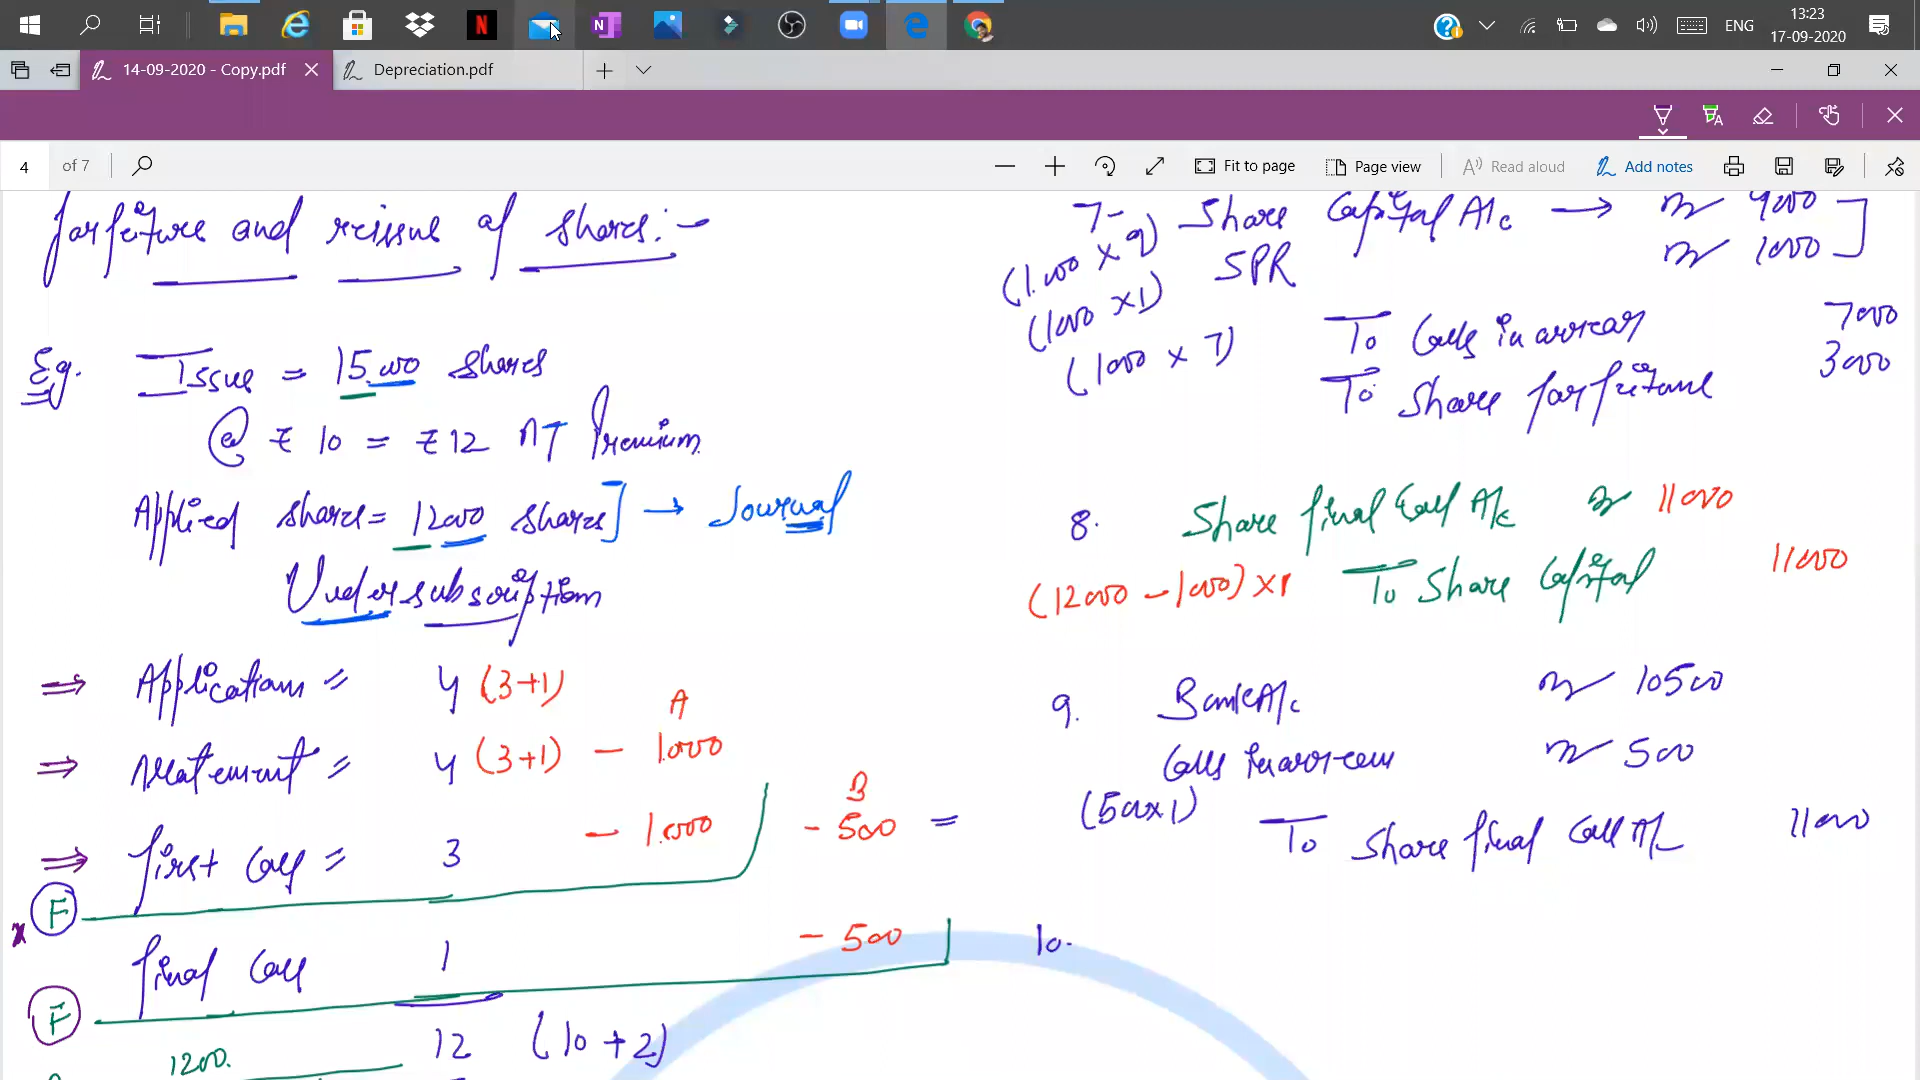 13:23
ENG
17-09-2020
14-09-2020 - Copy.pdf
Depreciation.pdf
4 of 7
Fit to page
Page view
Read aloud
Add notes
forfeiture and reissue of shares:-
Eg. Issue = 15000 shares
@ ₹ 10 = ₹ 12 AT Premium
Applied shares = 12000 shares] → Journal
Undersubscription
⇒ Application = 4 (3+1)
A
⇒ Allotment = 4 (3+1) - 1000
B
⇒ first call = 3 - 1000 - 500 =
F
x
final call 1 - 500
F
12 (10+2)
1200.
7- Share Capital A/c → Dr 9000
(1000 x 9) SPR Dr 1000
(1000 x 1)
To Calls in arrear 7000
(1000 x 7)
To Share forfeiture 3000
8. Share final Call A/c Dr 11000
(12000 - 1000) x 1 To Share Capital 11000
9. Bank A/c Dr 10500
Calls in arrear Dr 500
(500x1)
To Share final Call A/c 11000
10.